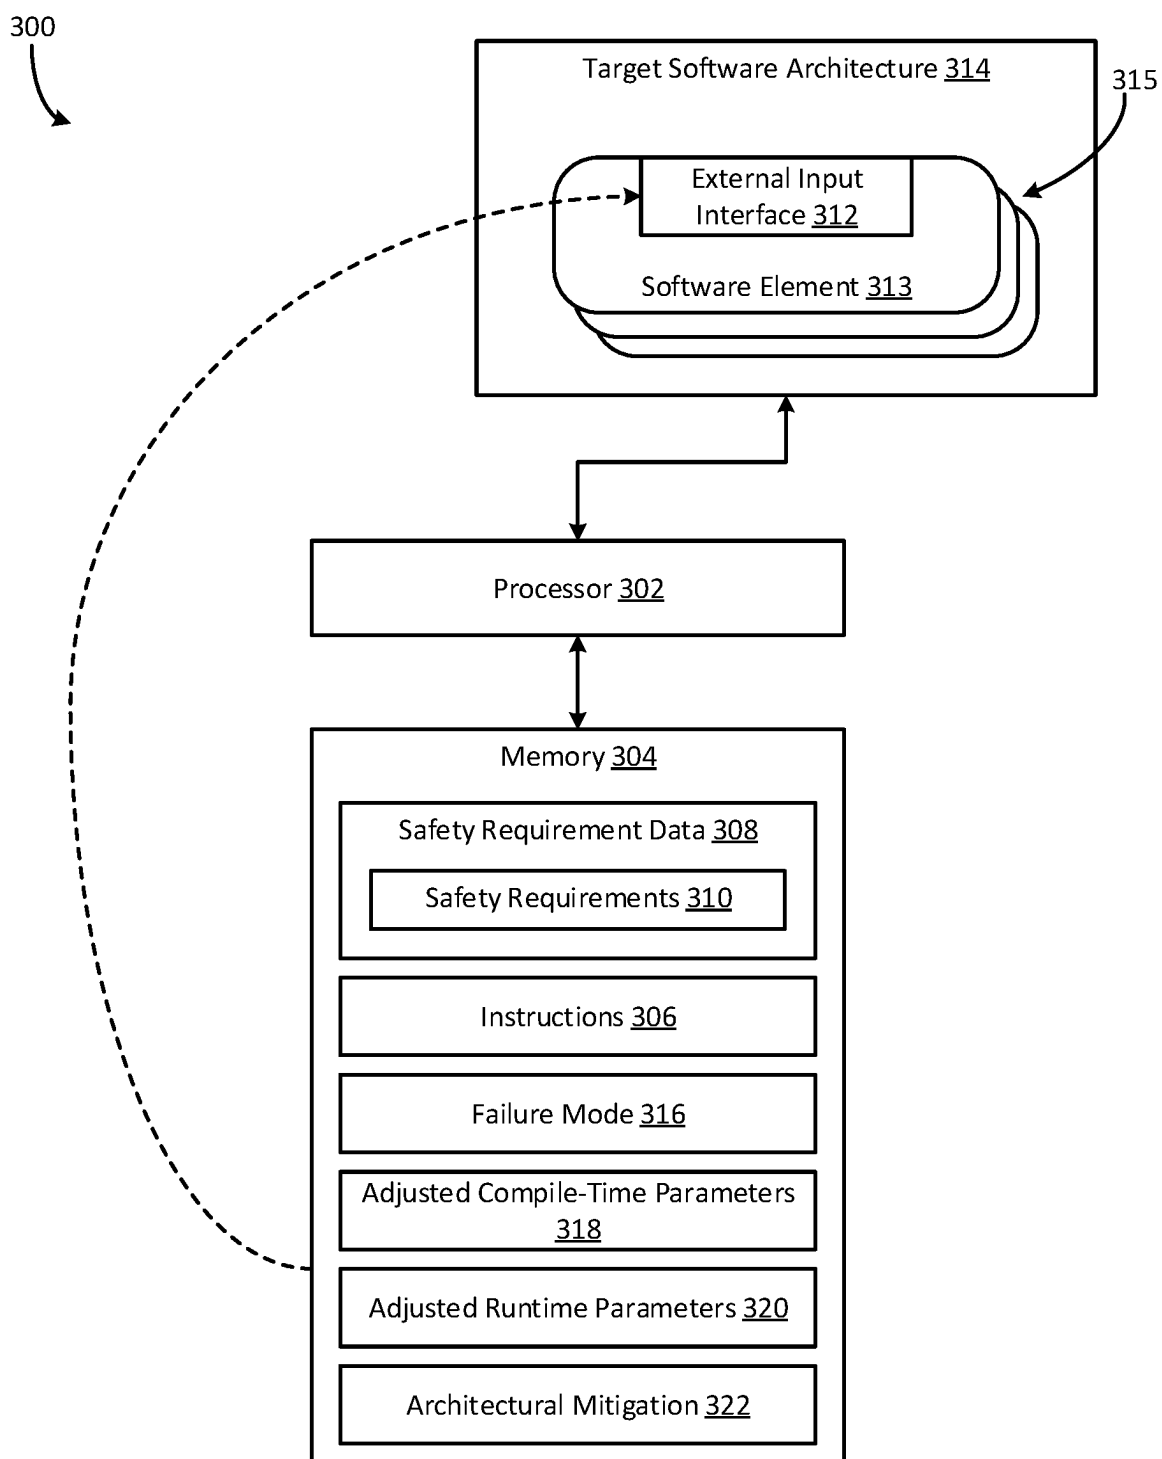 300
Target Software Architecture 314
315
External Input
Interface 312
Software Element 313
Processor 302
Memory 304
Safety Requirement Data 308
Safety Requirements 310
Instructions 306
Failure Mode 316
Adjusted Compile-Time Parameters
318
Adjusted Runtime Parameters 320
Architectural Mitigation 322